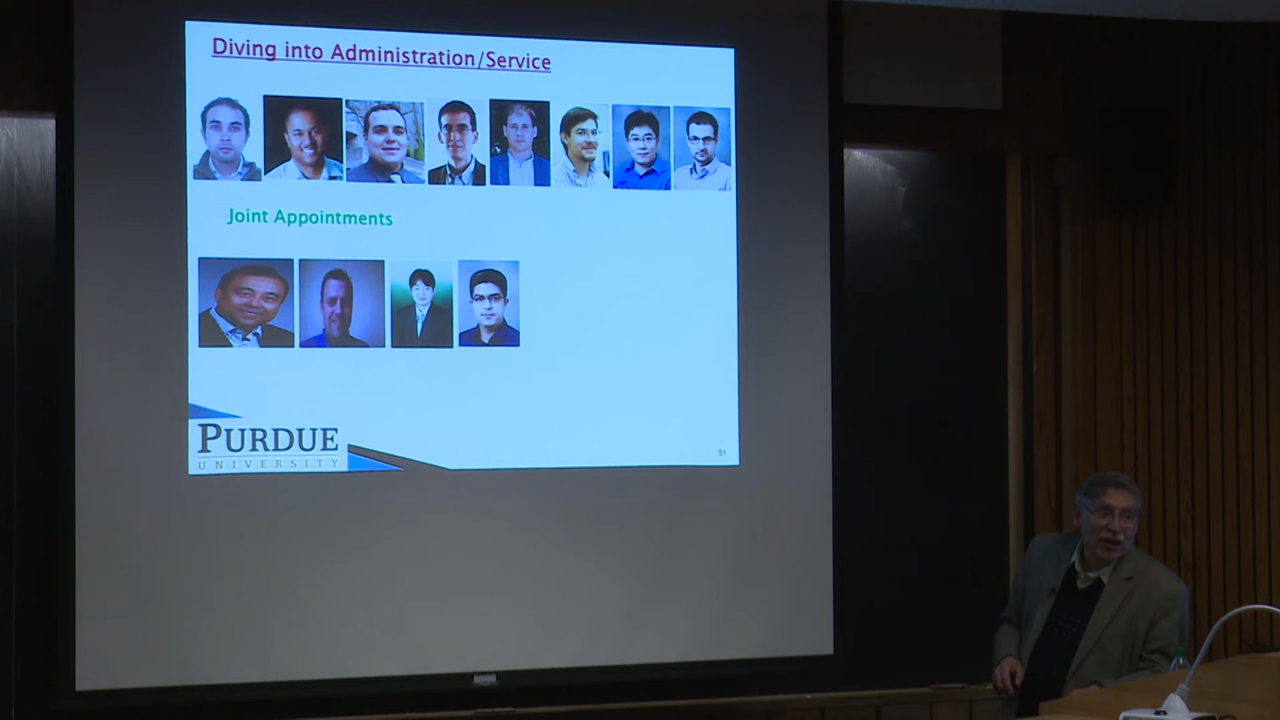 Diving into Administration/Service
Joint Appointments
PURDUE
UNIVERSITY
51